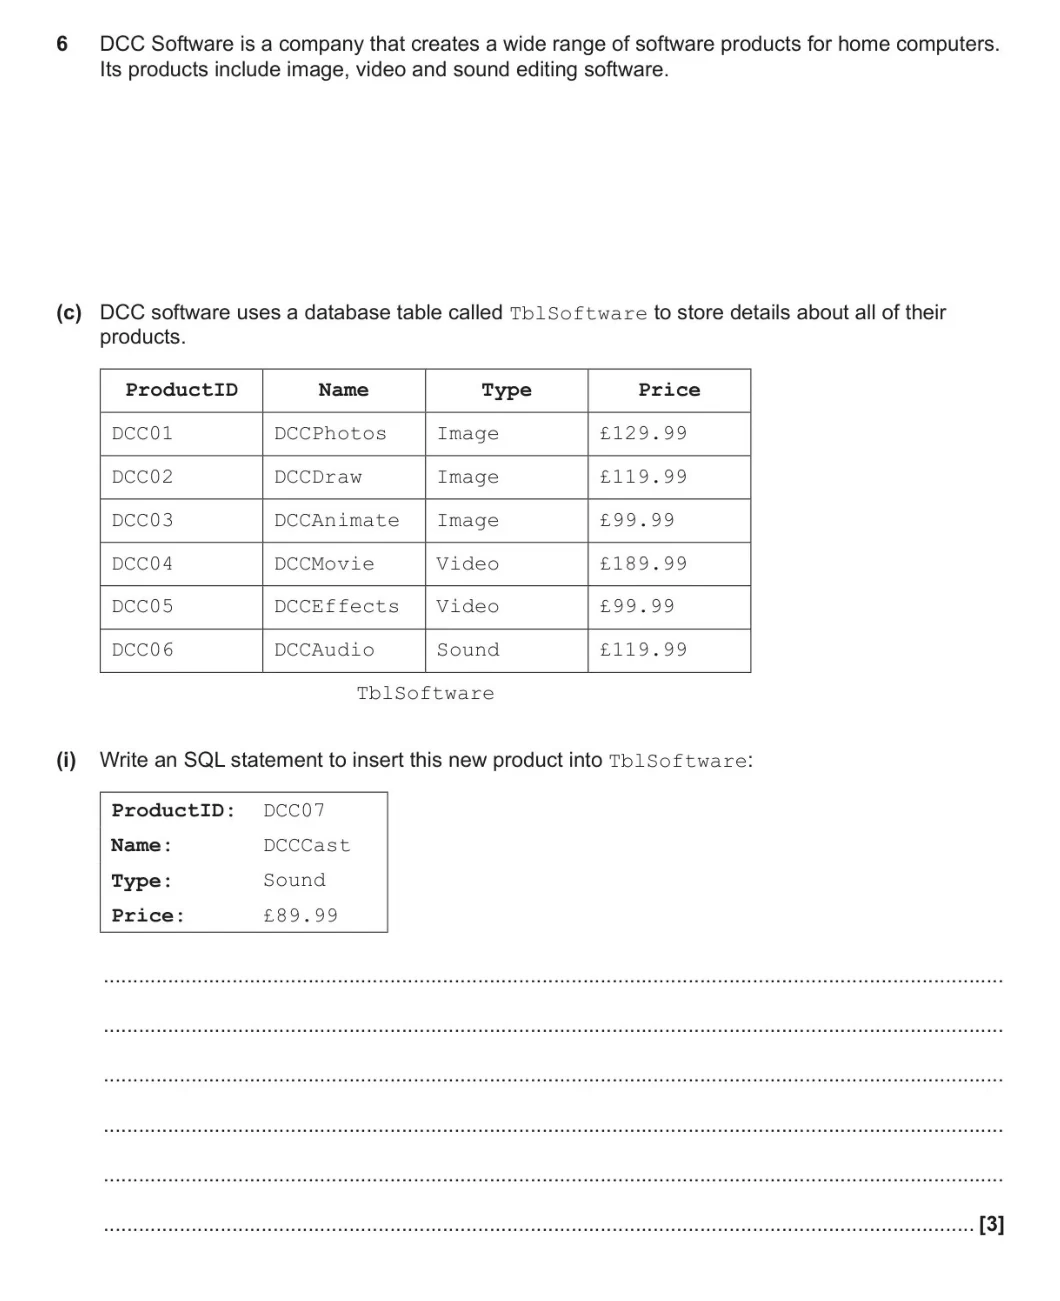 6 DCC Software is a company that creates a wide range of software products for home computers.
Its products include image, video and sound editing software.
(c) DCC software uses a database table called TblSoftware to store details about all of their
products.
ProductID Name Type Price
DCC01 DCCPhotos Image £129.99
DCC02 DCCDraw Image £119.99
DCC03 DCCAnimate Image £99.99
DCC04 DCCMovie Video £189.99
DCC05 DCCEffects Video £99.99
DCC06 DCCAudio Sound £119.99
TblSoftware
(i) Write an SQL statement to insert this new product into TblSoftware:
ProductID: DCC07
Name: DCCCast
Type: Sound
Price: £89.99
[3]